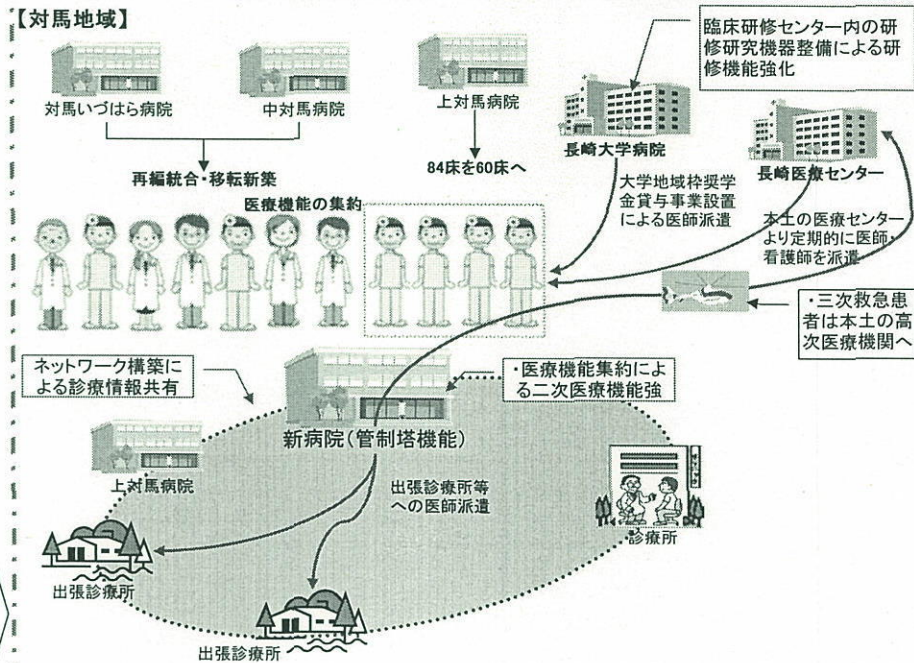 【対馬地域】
対馬いづはら病院
中対馬病院
上対馬病院
臨床研修センター内の研
修研究機器整備による研
修機能強化
長崎大学病院
長崎医療センター
再編統合・移転新築
84床を60床へ
医療機能の集約
大学地域枠奨学
金貸与事業設置
による医師派遣
本土の医療センター
より定期的に医師・
看護師を派遣
・三次救急患
者は本土の高
次医療機関へ
ネットワーク構築に
よる診療情報共有
・医療機能集約によ
る二次医療機能強
新病院(管制塔機能)
上対馬病院
出張診療所等
への医師派遣
診療所
出張診療所
出張診療所